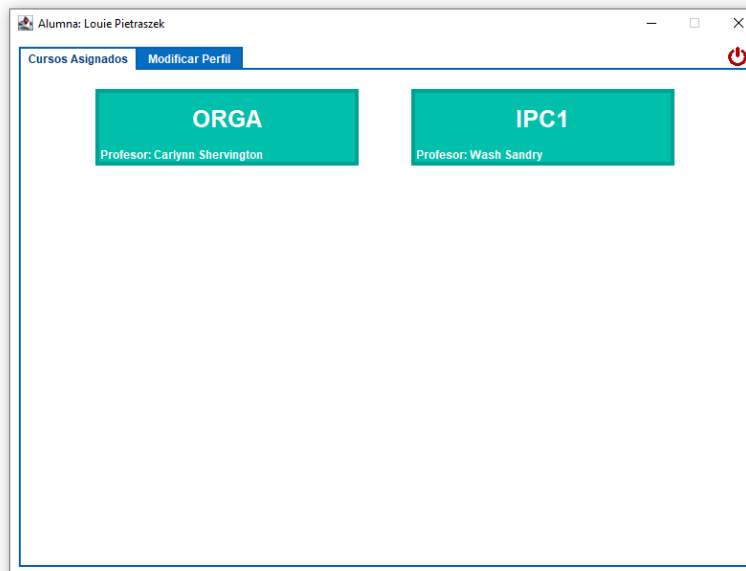 Alumna: Louie Pietraszek
Cursos Asignados Modificar Perfil
ORGA IPC1
Profesor: Carlynn Shervington Profesor: Wash Sandry